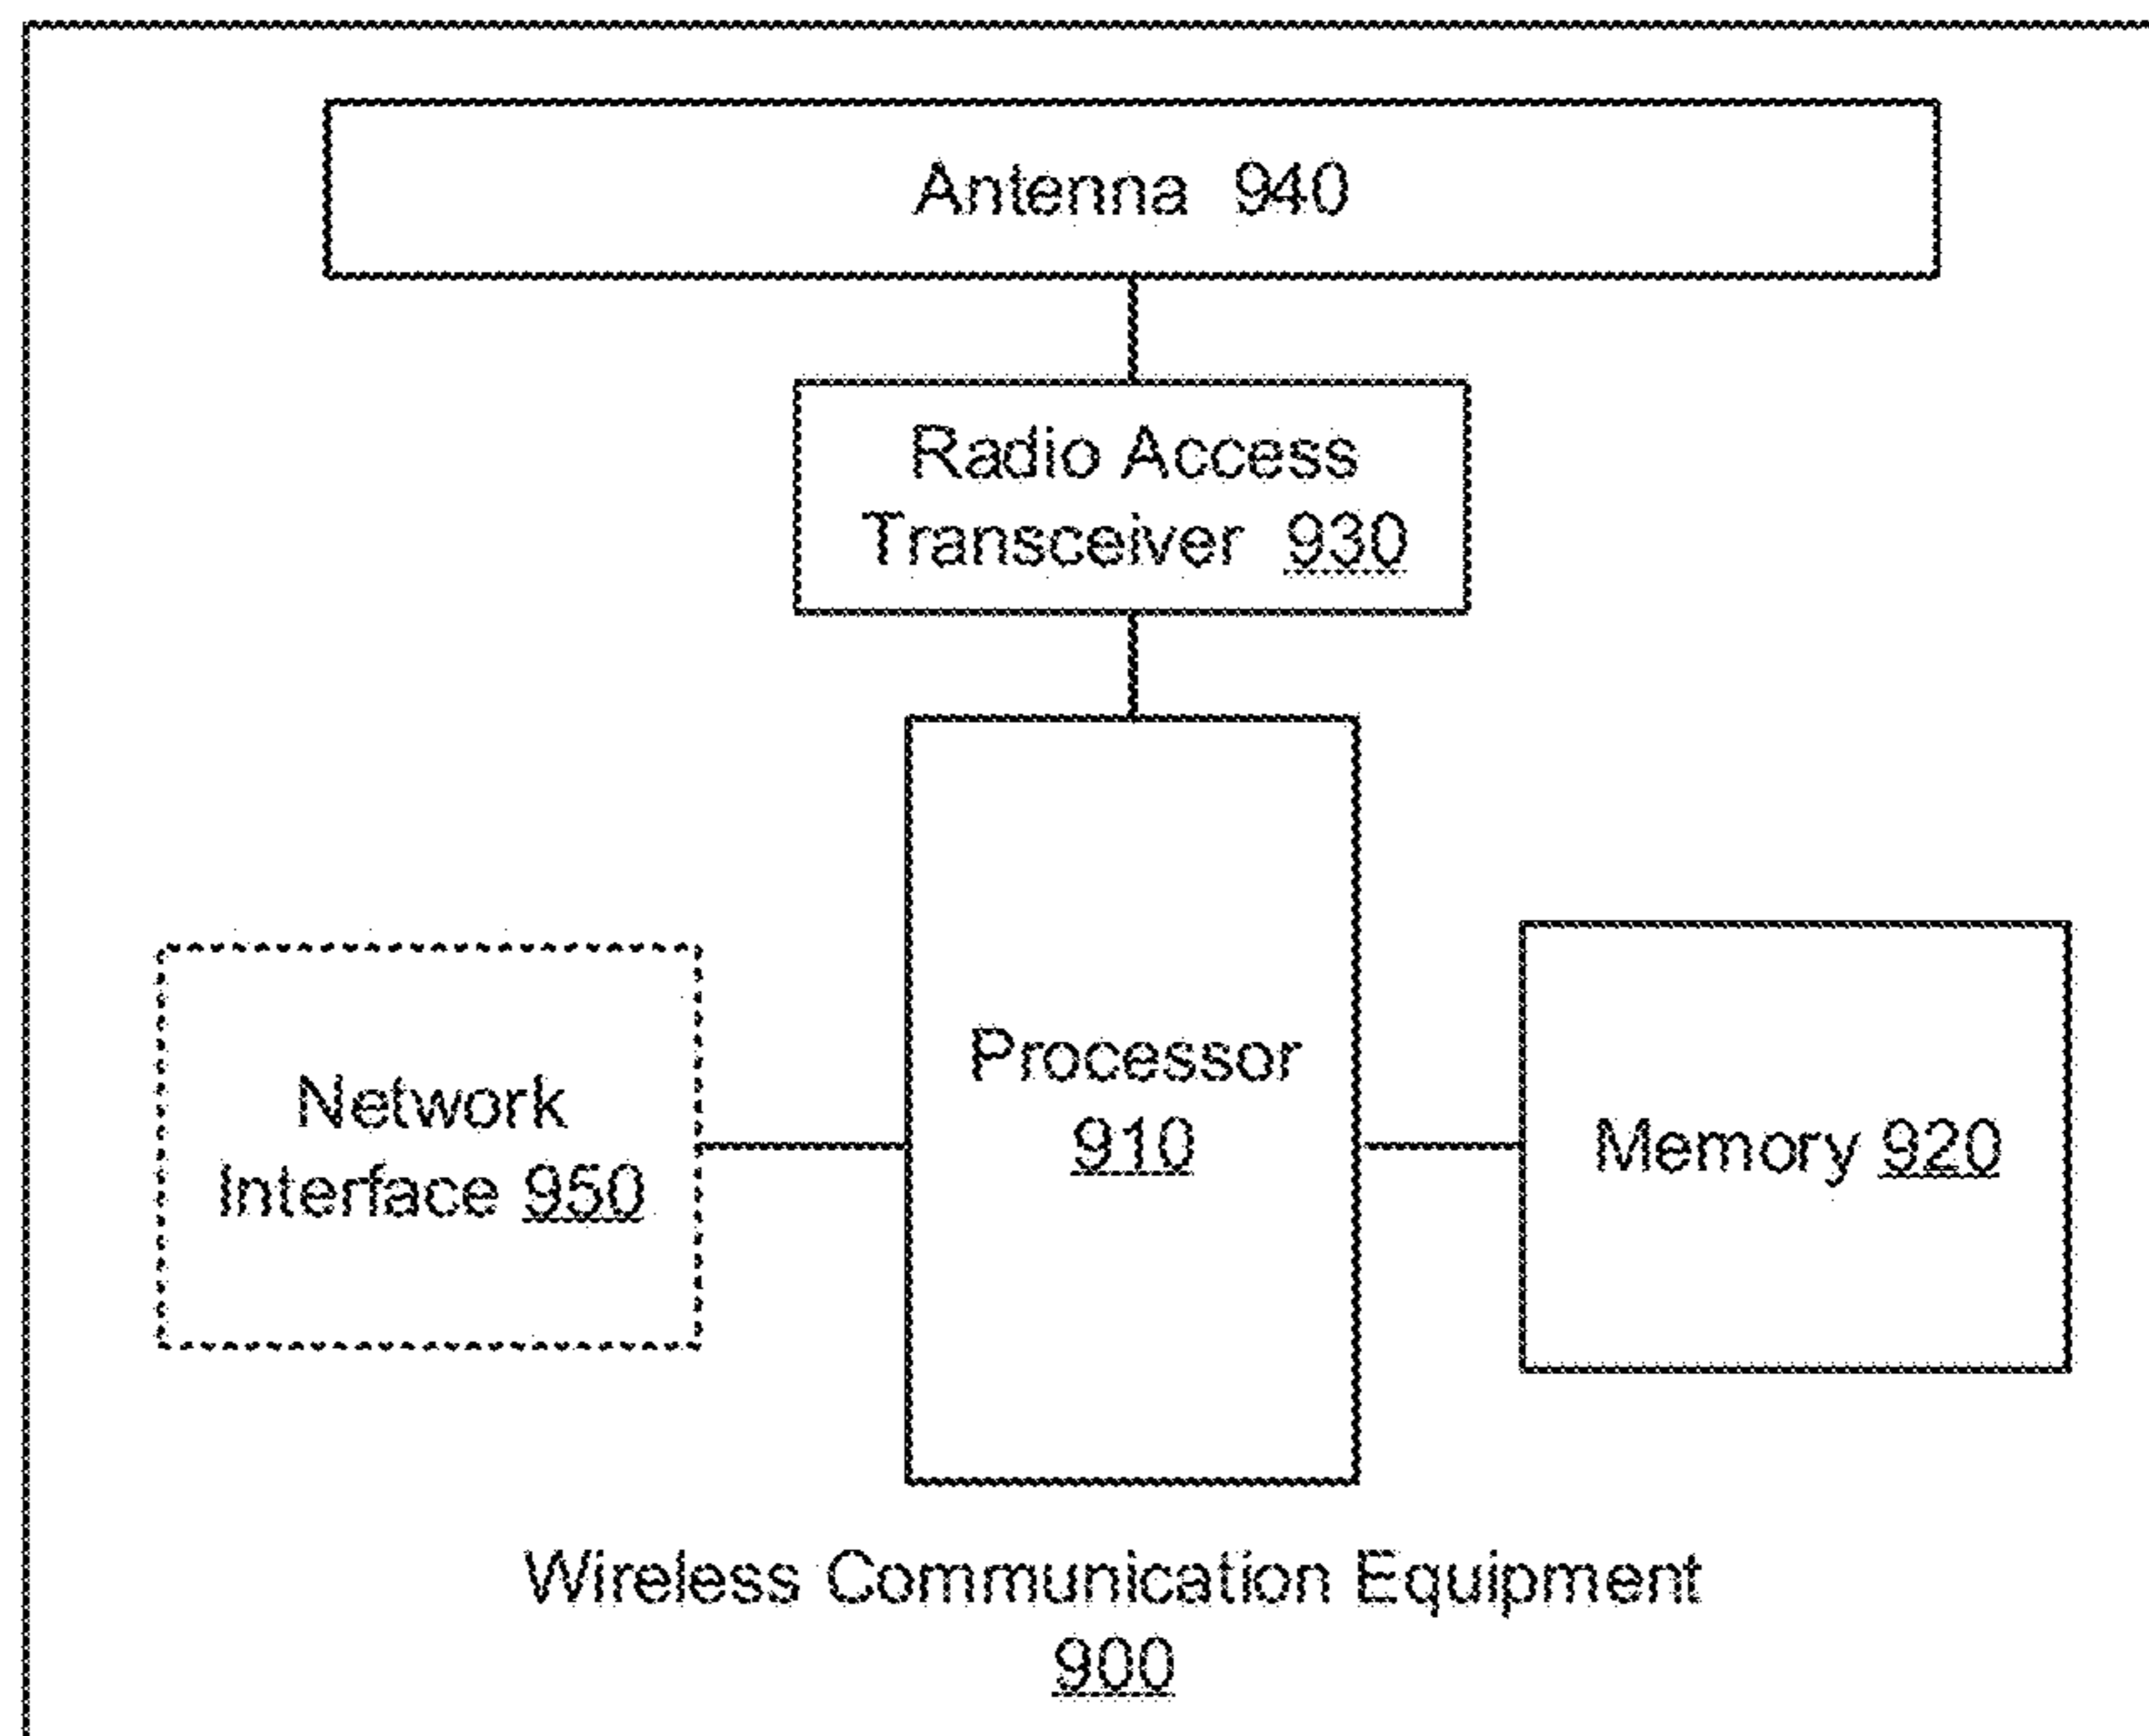 Antenna 940
Radio Access
Transceiver 930
Processor
910
Network
Interface 950
Memory 920
Wireless Communication Equipment
900